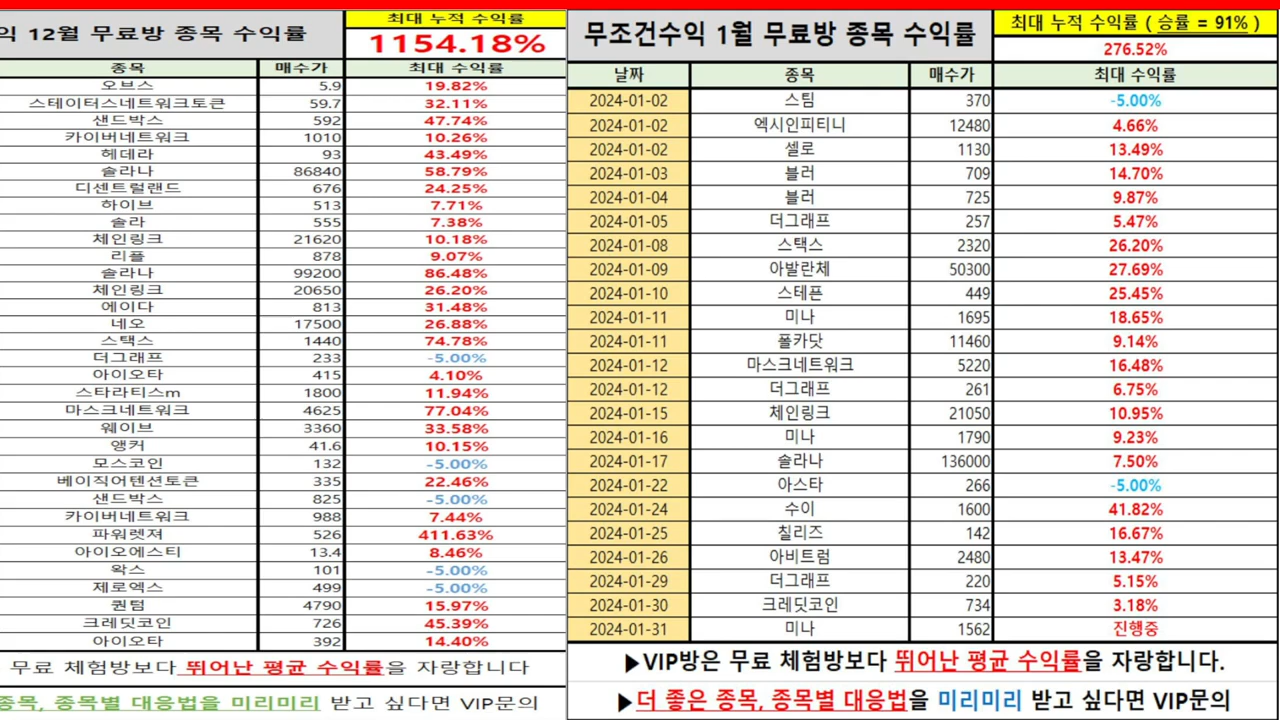 익 12월 무료방 종목 수익률
최대 누적 수익률
1154.18%
종목 매수가 최대 수익률
오브스 5.9 19.82%
스테이터스네트워크토큰 59.7 32.11%
샌드박스 592 47.74%
카이버네트워크 1010 10.26%
헤데라 93 43.49%
솔라나 86840 58.79%
디센트럴랜드 676 24.25%
하이브 513 7.71%
솔라 555 7.38%
체인링크 21620 10.18%
리플 878 9.07%
솔라나 99200 86.48%
체인링크 20650 26.20%
에이다 813 31.48%
네오 17500 26.88%
스택스 1440 74.78%
더그래프 233 -5.00%
아이오타 415 4.10%
스타라티스m 1800 11.94%
마스크네트워크 4625 77.04%
웨이브 3360 33.58%
앵커 41.6 10.15%
모스코인 132 -5.00%
베이직어텐션토큰 335 22.46%
샌드박스 825 -5.00%
카이버네트워크 988 7.44%
파워렛져 526 411.63%
아이오에스티 13.4 8.46%
왁스 101 -5.00%
제로엑스 499 -5.00%
퀀텀 4790 15.97%
크레딧코인 726 45.39%
아이오타 392 14.40%
무료 체험방보다 뛰어난 평균 수익률을 자랑합니다
종목, 종목별 대응법을 미리미리 받고 싶다면 VIP문의
무조건수익 1월 무료방 종목 수익률
최대 누적 수익률 ( 승률 = 91% )
276.52%
날짜 종목 매수가 최대 수익률
2024-01-02 스팀 370 -5.00%
2024-01-02 엑시인피티니 12480 4.66%
2024-01-02 셀로 1130 13.49%
2024-01-03 블러 709 14.70%
2024-01-04 블러 725 9.87%
2024-01-05 더그래프 257 5.47%
2024-01-08 스택스 2320 26.20%
2024-01-09 아발란체 50300 27.69%
2024-01-10 스테픈 449 25.45%
2024-01-11 미나 1695 18.65%
2024-01-11 폴카닷 11460 9.14%
2024-01-12 마스크네트워크 5220 16.48%
2024-01-12 더그래프 261 6.75%
2024-01-15 체인링크 21050 10.95%
2024-01-16 미나 1790 9.23%
2024-01-17 솔라나 136000 7.50%
2024-01-22 아스타 266 -5.00%
2024-01-24 수이 1600 41.82%
2024-01-25 칠리즈 142 16.67%
2024-01-26 아비트럼 2480 13.47%
2024-01-29 더그래프 220 5.15%
2024-01-30 크레딧코인 734 3.18%
2024-01-31 미나 1562 진행중
▶VIP방은 무료 체험방보다 뛰어난 평균 수익률을 자랑합니다.
▶더 좋은 종목, 종목별 대응법을 미리미리 받고 싶다면 VIP문의